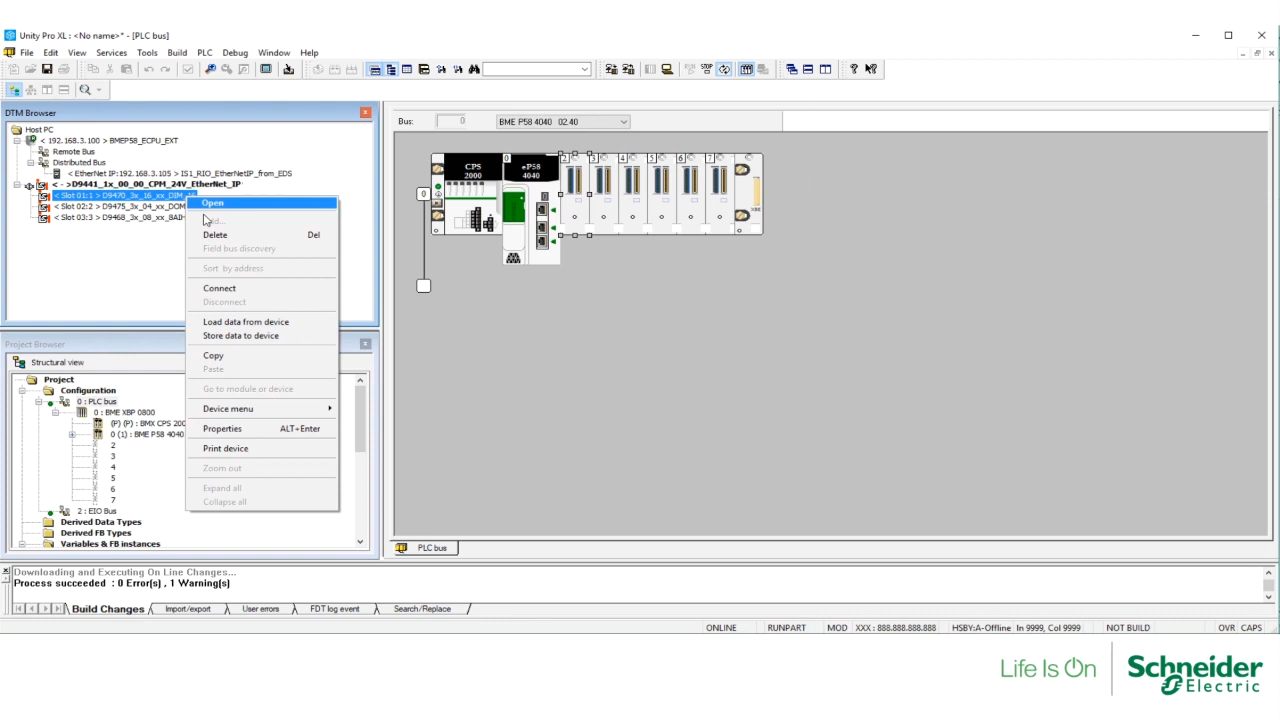 Unity Pro XL : <No name>* - [PLC bus]
File Edit View Services Tools Build PLC Debug Window Help
DTM Browser
Host PC
< 192.168.3.100 > BMEP58_ECPU_EXT
Remote Bus
Distributed Bus
< EtherNet IP:192.168.3.105 > IS1_RIO_EtherNetIP_from_EDS
< - >D9441_1x_00_00_CPM_24V_EtherNet_IP
< Slot 01:1 > D9470_3x_16_xx_DIM_16
< Slot 02:2 > D9475_3x_04_xx_DOM
< Slot 03:3 > D9468_3x_08_xx_8AIH
Open
Delete Del
Field bus discovery
Sort by address
Connect
Disconnect
Load data from device
Store data to device
Copy
Paste
Go to module or device
Device menu
Properties ALT+Enter
Print device
Zoom out
Expand all
Collapse all
Project Browser
Structural view
Project
Configuration
0 : PLC bus
0 : BME XBP 0800
(P) (P) : BMX CPS 200
0 (1) : BME P58 4040
2
3
4
5
6
7
2 : EIO Bus
Derived Data Types
Derived FB Types
Variables & FB instances
Bus: 0 BME P58 4040 02.40
0
CPS
2000
0
eP58
4040
2 3 4 5 6 7
PLC bus
Downloading and Executing On Line Changes...
Process succeeded : 0 Error(s) , 1 Warning(s)
Build Changes Import/export User errors FDT log event Search/Replace
ONLINE RUNPART MOD XXX : 888.888.888.888 HSBY:A-Offline ln 9999, Col 9999 NOT BUILD OVR CAPS
Life Is On
Schneider
Electric